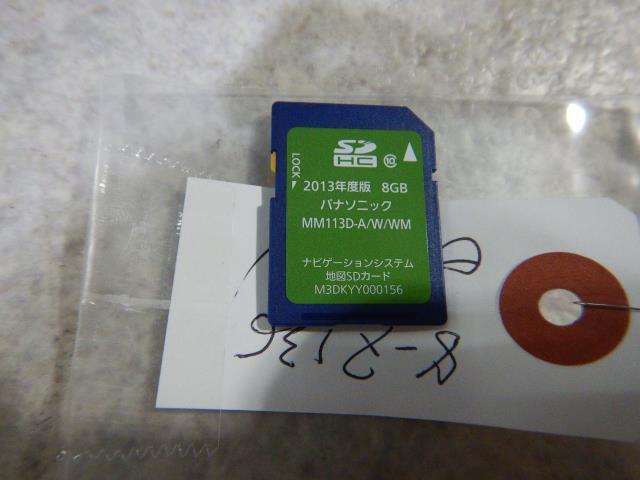 SD
HC 10
LOCK
2013年度版 8GB
パナソニック
MM113D-A/W/WM
ナビゲーションシステム
地図SDカード
M3DKYY000156